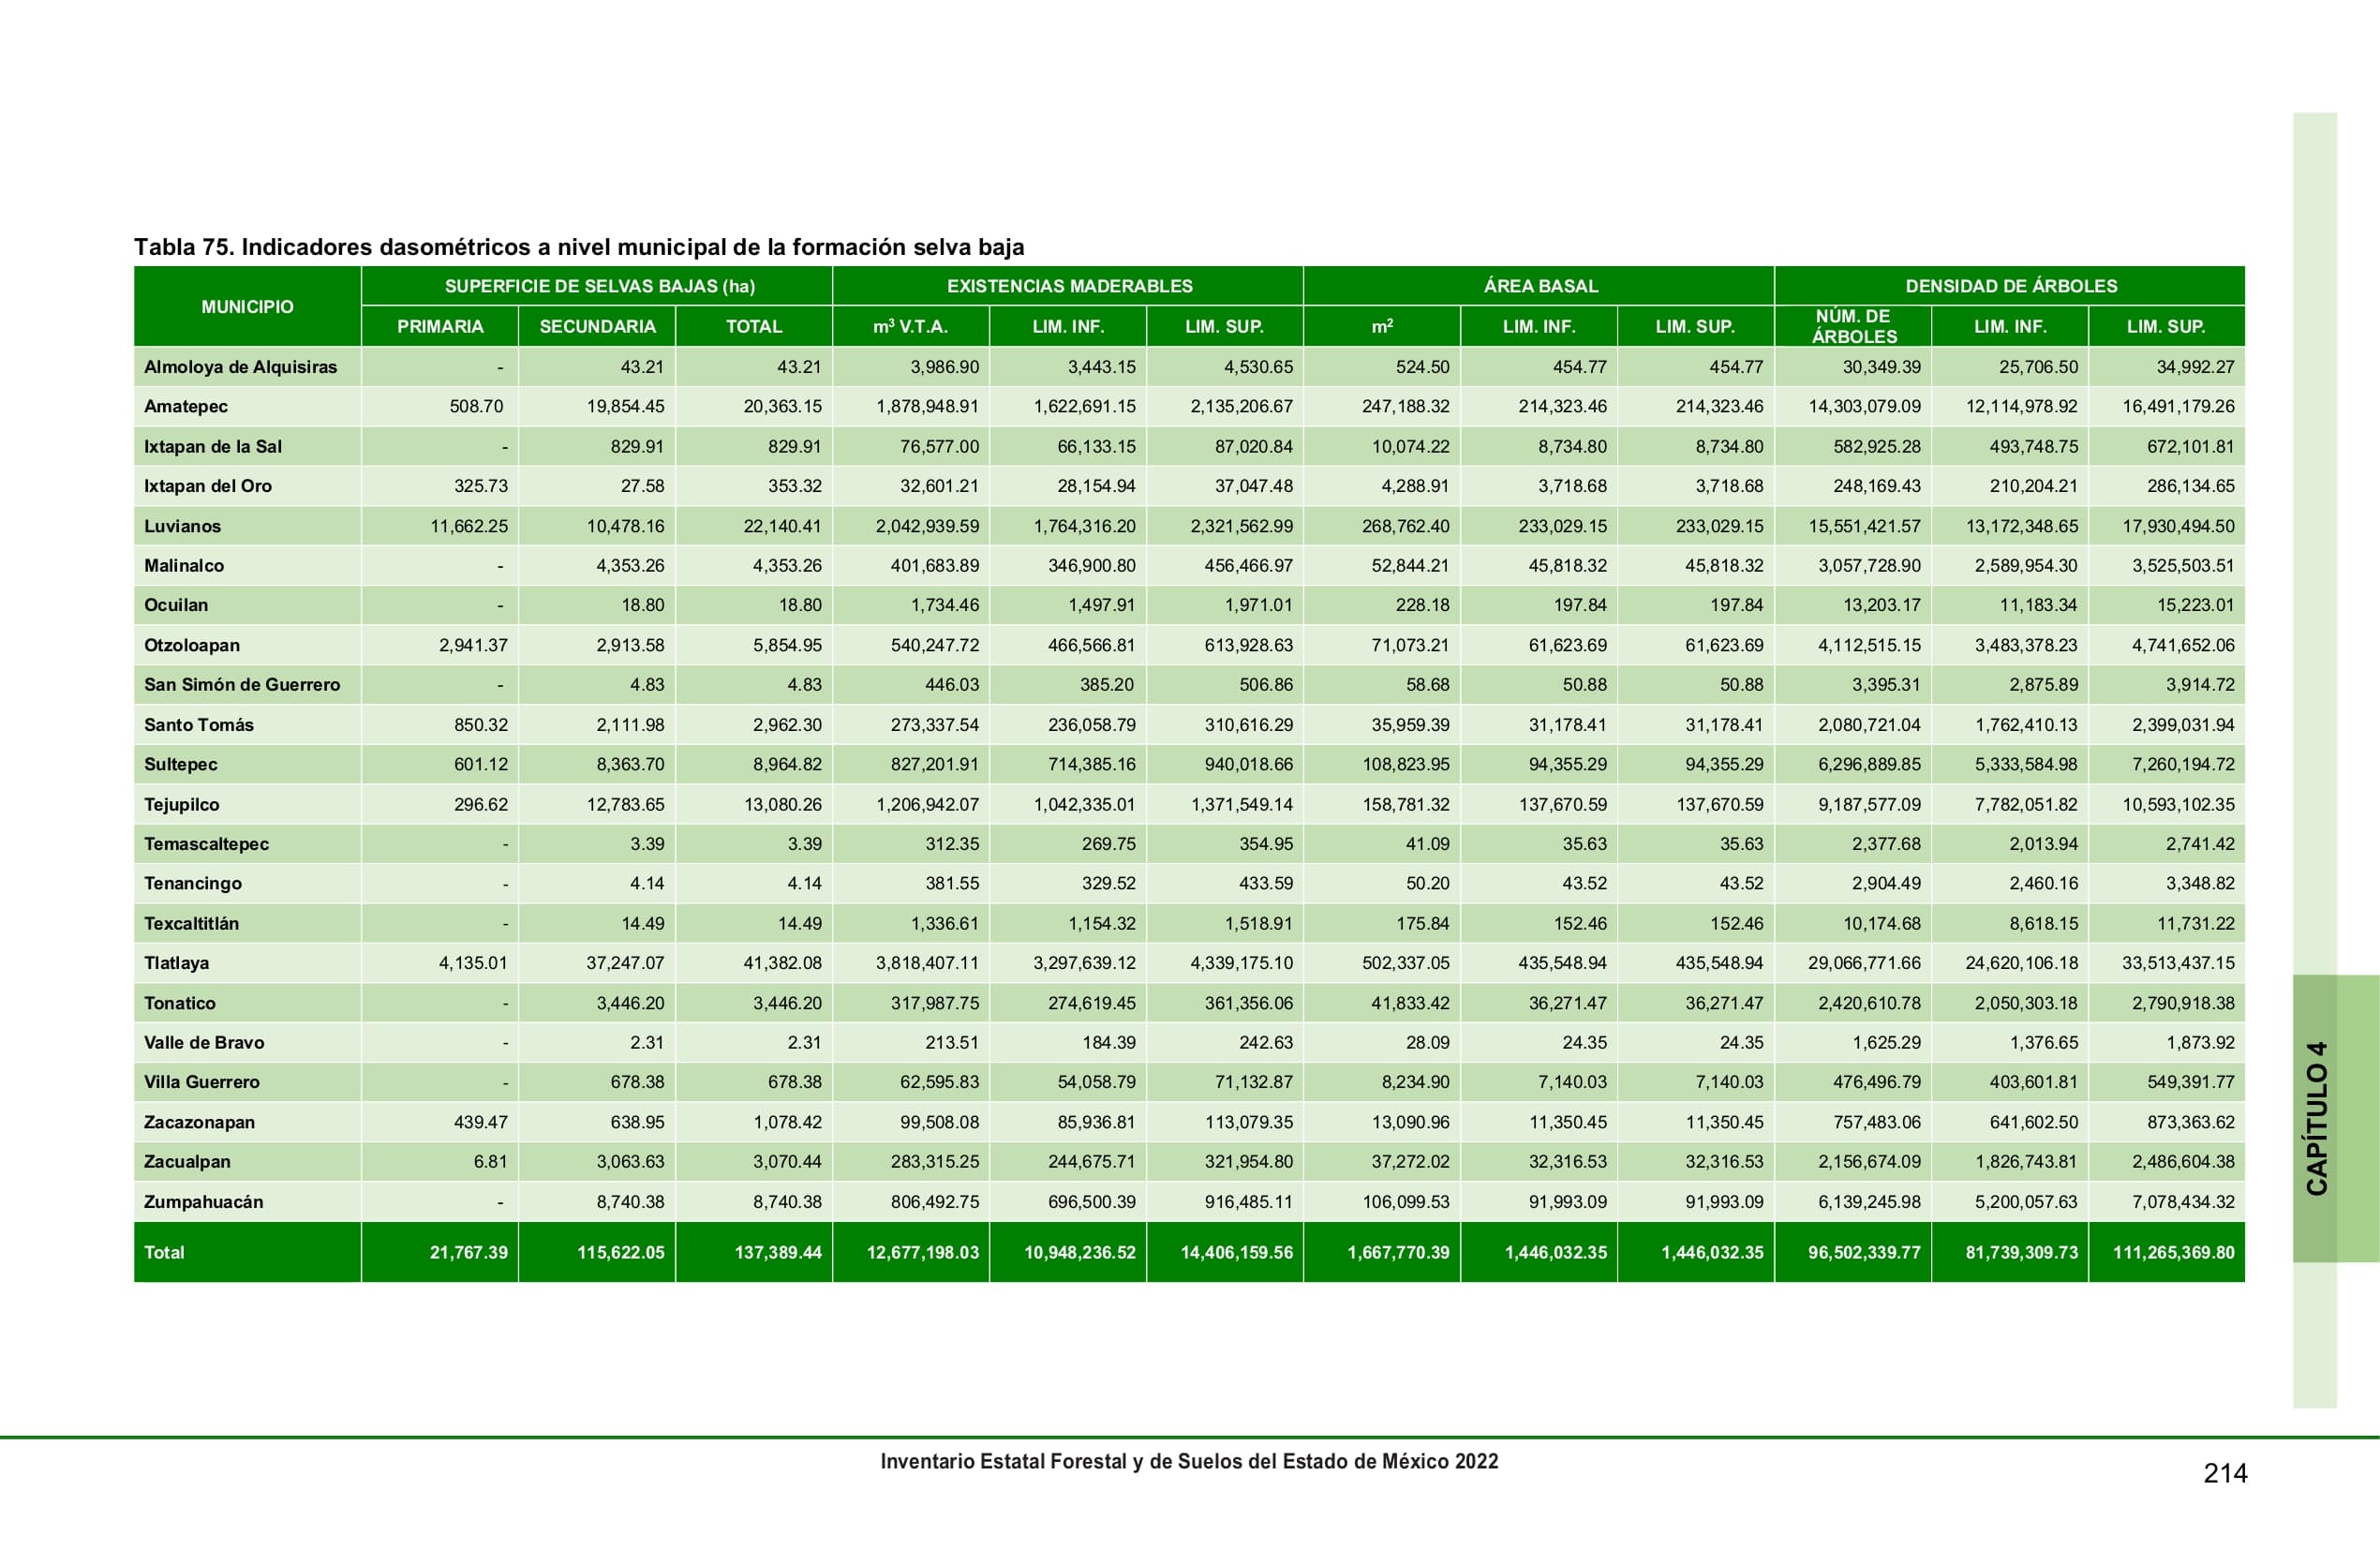 Tabla 75. Indicadores dasométricos a nivel municipal de la formación selva baja
MUNICIPIO SUPERFICIE DE SELVAS BAJAS (ha) EXISTENCIAS MADERABLES ÁREA BASAL DENSIDAD DE ÁRBOLES
PRIMARIA SECUNDARIA TOTAL m³ V.T.A. LIM. INF. LIM. SUP. m² LIM. INF. LIM. SUP. NÚM. DE ÁRBOLES LIM. INF. LIM. SUP.
Almoloya de Alquisiras - 43.21 43.21 3,986.90 3,443.15 4,530.65 524.50 454.77 454.77 30,349.39 25,706.50 34,992.27
Amatepec 508.70 19,854.45 20,363.15 1,878,948.91 1,622,691.15 2,135,206.67 247,188.32 214,323.46 214,323.46 14,303,079.09 12,114,978.92 16,491,179.26
Ixtapan de la Sal - 829.91 829.91 76,577.00 66,133.15 87,020.84 10,074.22 8,734.80 8,734.80 582,925.28 493,748.75 672,101.81
Ixtapan del Oro 325.73 27.58 353.32 32,601.21 28,154.94 37,047.48 4,288.91 3,718.68 3,718.68 248,169.43 210,204.21 286,134.65
Luvianos 11,662.25 10,478.16 22,140.41 2,042,939.59 1,764,316.20 2,321,562.99 268,762.40 233,029.15 233,029.15 15,551,421.57 13,172,348.65 17,930,494.50
Malinalco - 4,353.26 4,353.26 401,683.89 346,900.80 456,466.97 52,844.21 45,818.32 45,818.32 3,057,728.90 2,589,954.30 3,525,503.51
Ocuilan - 18.80 18.80 1,734.46 1,497.91 1,971.01 228.18 197.84 197.84 13,203.17 11,183.34 15,223.01
Otzoloapan 2,941.37 2,913.58 5,854.95 540,247.72 466,566.81 613,928.63 71,073.21 61,623.69 61,623.69 4,112,515.15 3,483,378.23 4,741,652.06
San Simón de Guerrero - 4.83 4.83 446.03 385.20 506.86 58.68 50.88 50.88 3,395.31 2,875.89 3,914.72
Santo Tomás 850.32 2,111.98 2,962.30 273,337.54 236,058.79 310,616.29 35,959.39 31,178.41 31,178.41 2,080,721.04 1,762,410.13 2,399,031.94
Sultepec 601.12 8,363.70 8,964.82 827,201.91 714,385.16 940,018.66 108,823.95 94,355.29 94,355.29 6,296,889.85 5,333,584.98 7,260,194.72
Tejupilco 296.62 12,783.65 13,080.26 1,206,942.07 1,042,335.01 1,371,549.14 158,781.32 137,670.59 137,670.59 9,187,577.09 7,782,051.82 10,593,102.35
Temascaltepec - 3.39 3.39 312.35 269.75 354.95 41.09 35.63 35.63 2,377.68 2,013.94 2,741.42
Tenancingo - 4.14 4.14 381.55 329.52 433.59 50.20 43.52 43.52 2,904.49 2,460.16 3,348.82
Texcaltitlán - 14.49 14.49 1,336.61 1,154.32 1,518.91 175.84 152.46 152.46 10,174.68 8,618.15 11,731.22
Tlatlaya 4,135.01 37,247.07 41,382.08 3,818,407.11 3,297,639.12 4,339,175.10 502,337.05 435,548.94 435,548.94 29,066,771.66 24,620,106.18 33,513,437.15
Tonatico - 3,446.20 3,446.20 317,987.75 274,619.45 361,356.06 41,833.42 36,271.47 36,271.47 2,420,610.78 2,050,303.18 2,790,918.38
Valle de Bravo - 2.31 2.31 213.51 184.39 242.63 28.09 24.35 24.35 1,625.29 1,376.65 1,873.92
Villa Guerrero - 678.38 678.38 62,595.83 54,058.79 71,132.87 8,234.90 7,140.03 7,140.03 476,496.79 403,601.81 549,391.77
Zacazonapan 439.47 638.95 1,078.42 99,508.08 85,936.81 113,079.35 13,090.96 11,350.45 11,350.45 757,483.06 641,602.50 873,363.62
Zacualpan 6.81 3,063.63 3,070.44 283,315.25 244,675.71 321,954.80 37,272.02 32,316.53 32,316.53 2,156,674.09 1,826,743.81 2,486,604.38
Zumpahuacán - 8,740.38 8,740.38 806,492.75 696,500.39 916,485.11 106,099.53 91,993.09 91,993.09 6,139,245.98 5,200,057.63 7,078,434.32
Total 21,767.39 115,622.05 137,389.44 12,677,198.03 10,948,236.52 14,406,159.56 1,667,770.39 1,446,032.35 1,446,032.35 96,502,339.77 81,739,309.73 111,265,369.80
CAPÍTULO 4
Inventario Estatal Forestal y de Suelos del Estado de México 2022
214